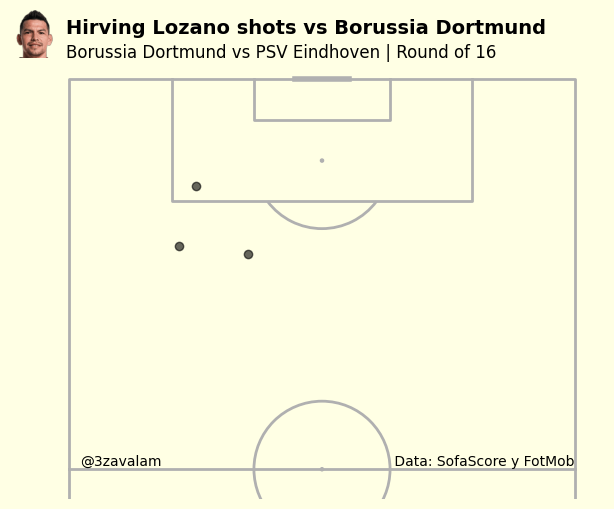 Hirving Lozano shots vs Borussia Dortmund
Borussia Dortmund vs PSV Eindhoven | Round of 16
@3zavalam
Data: SofaScore y FotMob